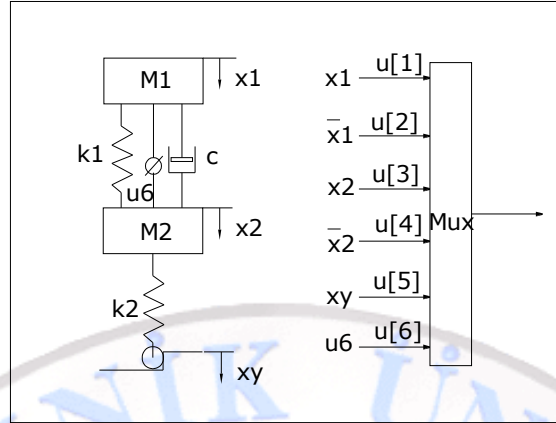 M1
x1
k1
c
u6
M2
x2
k2
xy
x1 u[1]
x̄1 u[2]
x2 u[3]
x̄2 u[4]
Mux
xy u[5]
u6 u[6]
NİK Ü